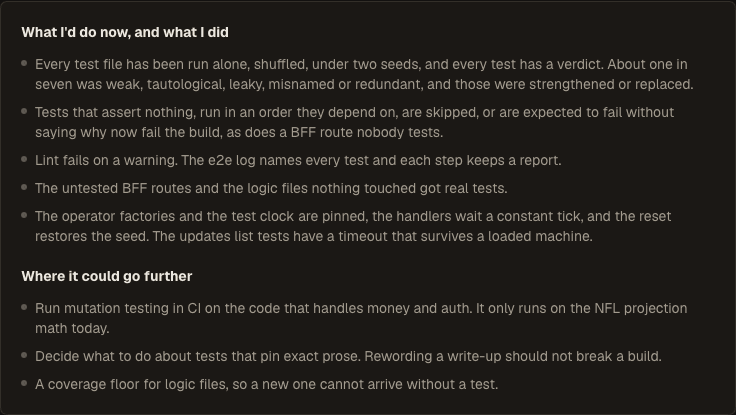 What I'd do now, and what I did
Every test file has been run alone, shuffled, under two seeds, and every test has a verdict. About one in
seven was weak, tautological, leaky, misnamed or redundant, and those were strengthened or replaced.
Tests that assert nothing, run in an order they depend on, are skipped, or are expected to fail without
saying why now fail the build, as does a BFF route nobody tests.
Lint fails on a warning. The e2e log names every test and each step keeps a report.
The untested BFF routes and the logic files nothing touched got real tests.
The operator factories and the test clock are pinned, the handlers wait a constant tick, and the reset
restores the seed. The updates list tests have a timeout that survives a loaded machine.
Where it could go further
Run mutation testing in CI on the code that handles money and auth. It only runs on the NFL projection
math today.
Decide what to do about tests that pin exact prose. Rewording a write-up should not break a build.
A coverage floor for logic files, so a new one cannot arrive without a test.